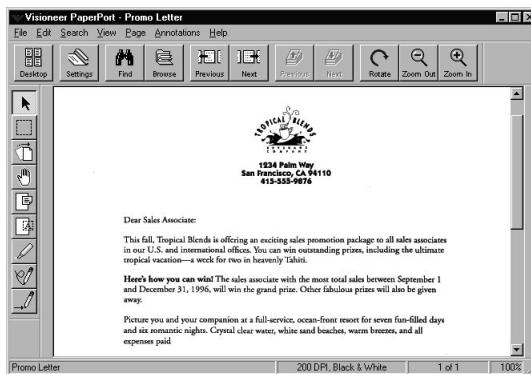 Visioneer PaperPort - Promo Letter
File Edit Search View Page Annotations Help
Desktop Settings Find Browse Previous Next Previous Next Rotate Zoom Out Zoom In
TROPICAL BLENDS
BEVERAGE
COMPANY
1234 Palm Way
San Francisco, CA 94110
415-555-9876
Dear Sales Associate:
This fall, Tropical Blends is offering an exciting sales promotion package to all sales associates
in our U.S. and international offices. You can win outstanding prizes, including the ultimate
tropical vacation—a week for two in heavenly Tahiti.
Here's how you can win! The sales associate with the most total sales between September 1
and December 31, 1996, will win the grand prize. Other fabulous prizes will also be given
away.
Picture you and your companion at a full-service, ocean-front resort for seven fun-filled days
and six romantic nights. Crystal clear water, white sand beaches, warm breezes, and all
expenses paid
Promo Letter 200 DPI, Black & White 1 of 1 100%